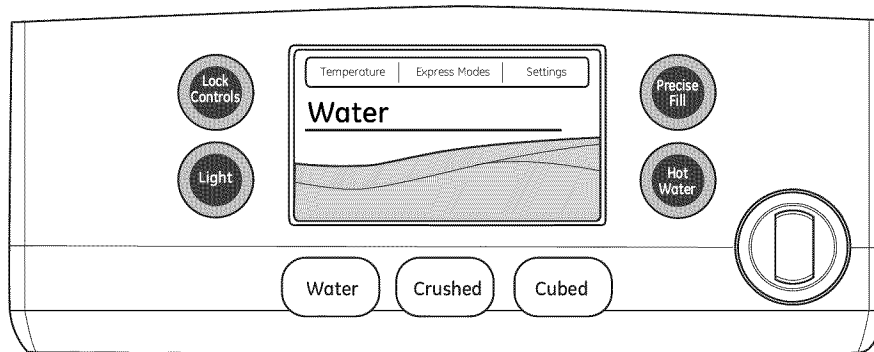 Lock
Controls
Light
Temperature Express Modes Settings
Water
Precise
Fill
Hot
Water
Water Crushed Cubed